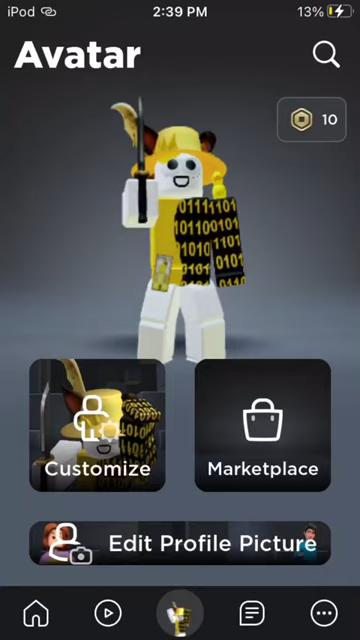 iPod 2:39 PM 13%
Avatar
10
Customize
Marketplace
Edit Profile Picture